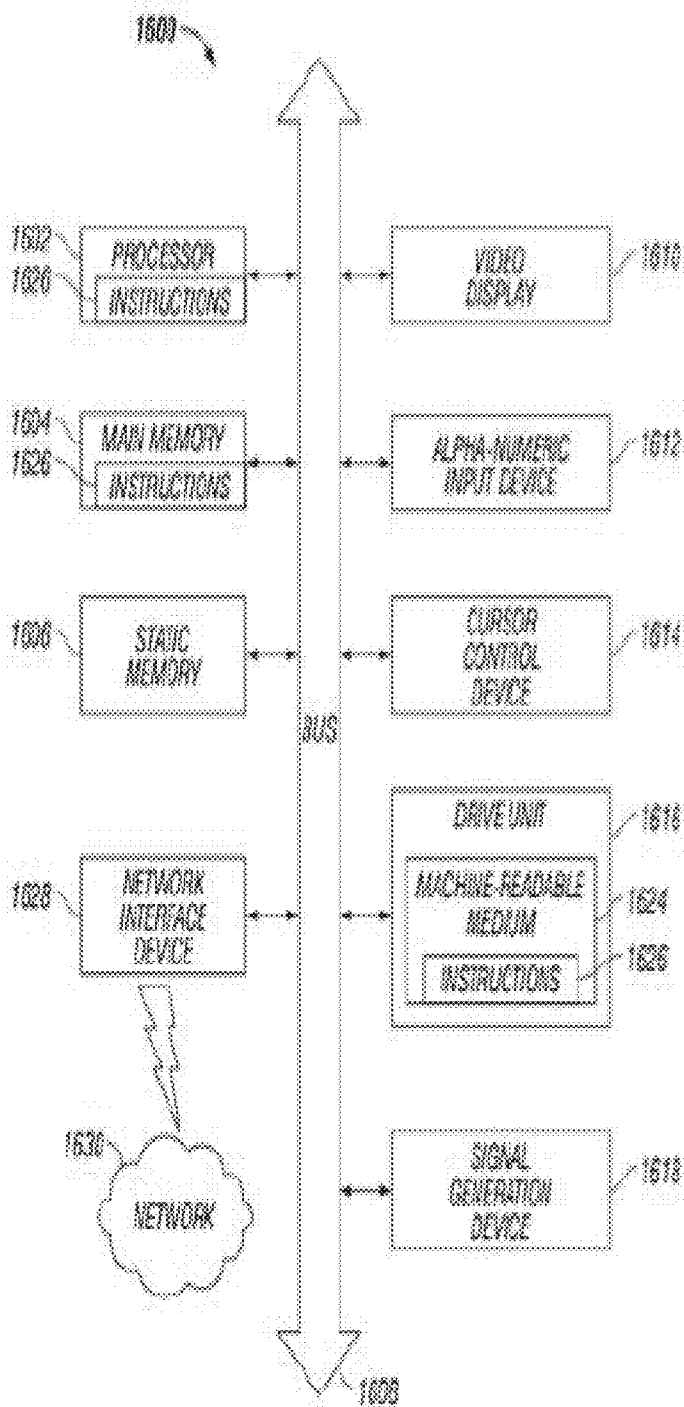 1600
1602
PROCESSOR
1626
INSTRUCTIONS
VIDEO
DISPLAY
1610
1604
MAIN MEMORY
1626
INSTRUCTIONS
ALPHA-NUMERIC
INPUT DEVICE
1612
1606
STATIC
MEMORY
CURSOR
CONTROL
DEVICE
1614
BUS
1628
NETWORK
INTERFACE
DEVICE
DRIVE UNIT
1616
MACHINE-READABLE
MEDIUM
1624
INSTRUCTIONS
1626
1630
NETWORK
SIGNAL
GENERATION
DEVICE
1618
1608